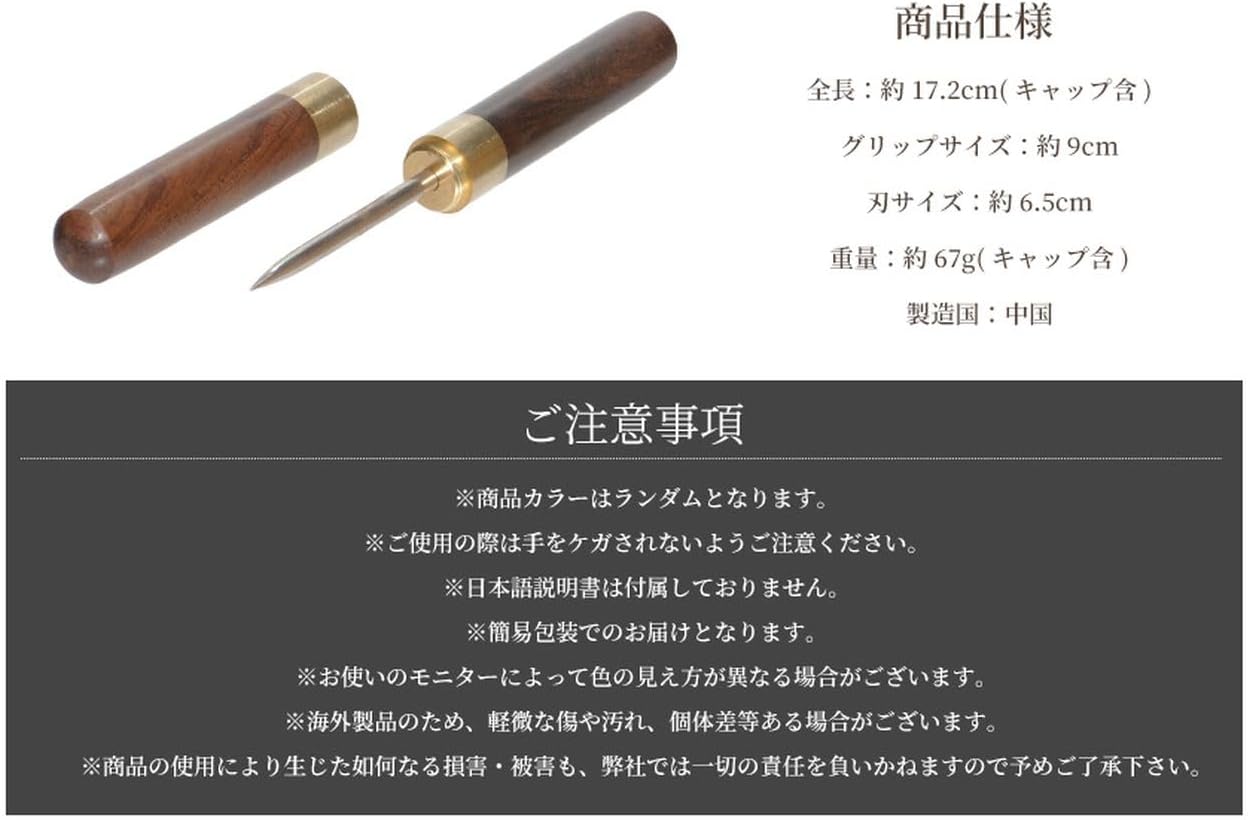 商品仕様
全長：約 17.2cm( キャップ含 )
グリップサイズ：約 9cm
刃サイズ：約 6.5cm
重量：約 67g( キャップ含 )
製造国：中国
ご注意事項
※商品カラーはランダムとなります。
※ご使用の際は手をケガされないようご注意ください。
※日本語説明書は付属しておりません。
※簡易包装でのお届けとなります。
※お使いのモニターによって色の見え方が異なる場合がございます。
※海外製品のため、軽微な傷や汚れ、個体差等ある場合がございます。
※商品の使用により生じた如何なる損害・被害も、弊社では一切の責任を負いかねますので予めご了承下さい。